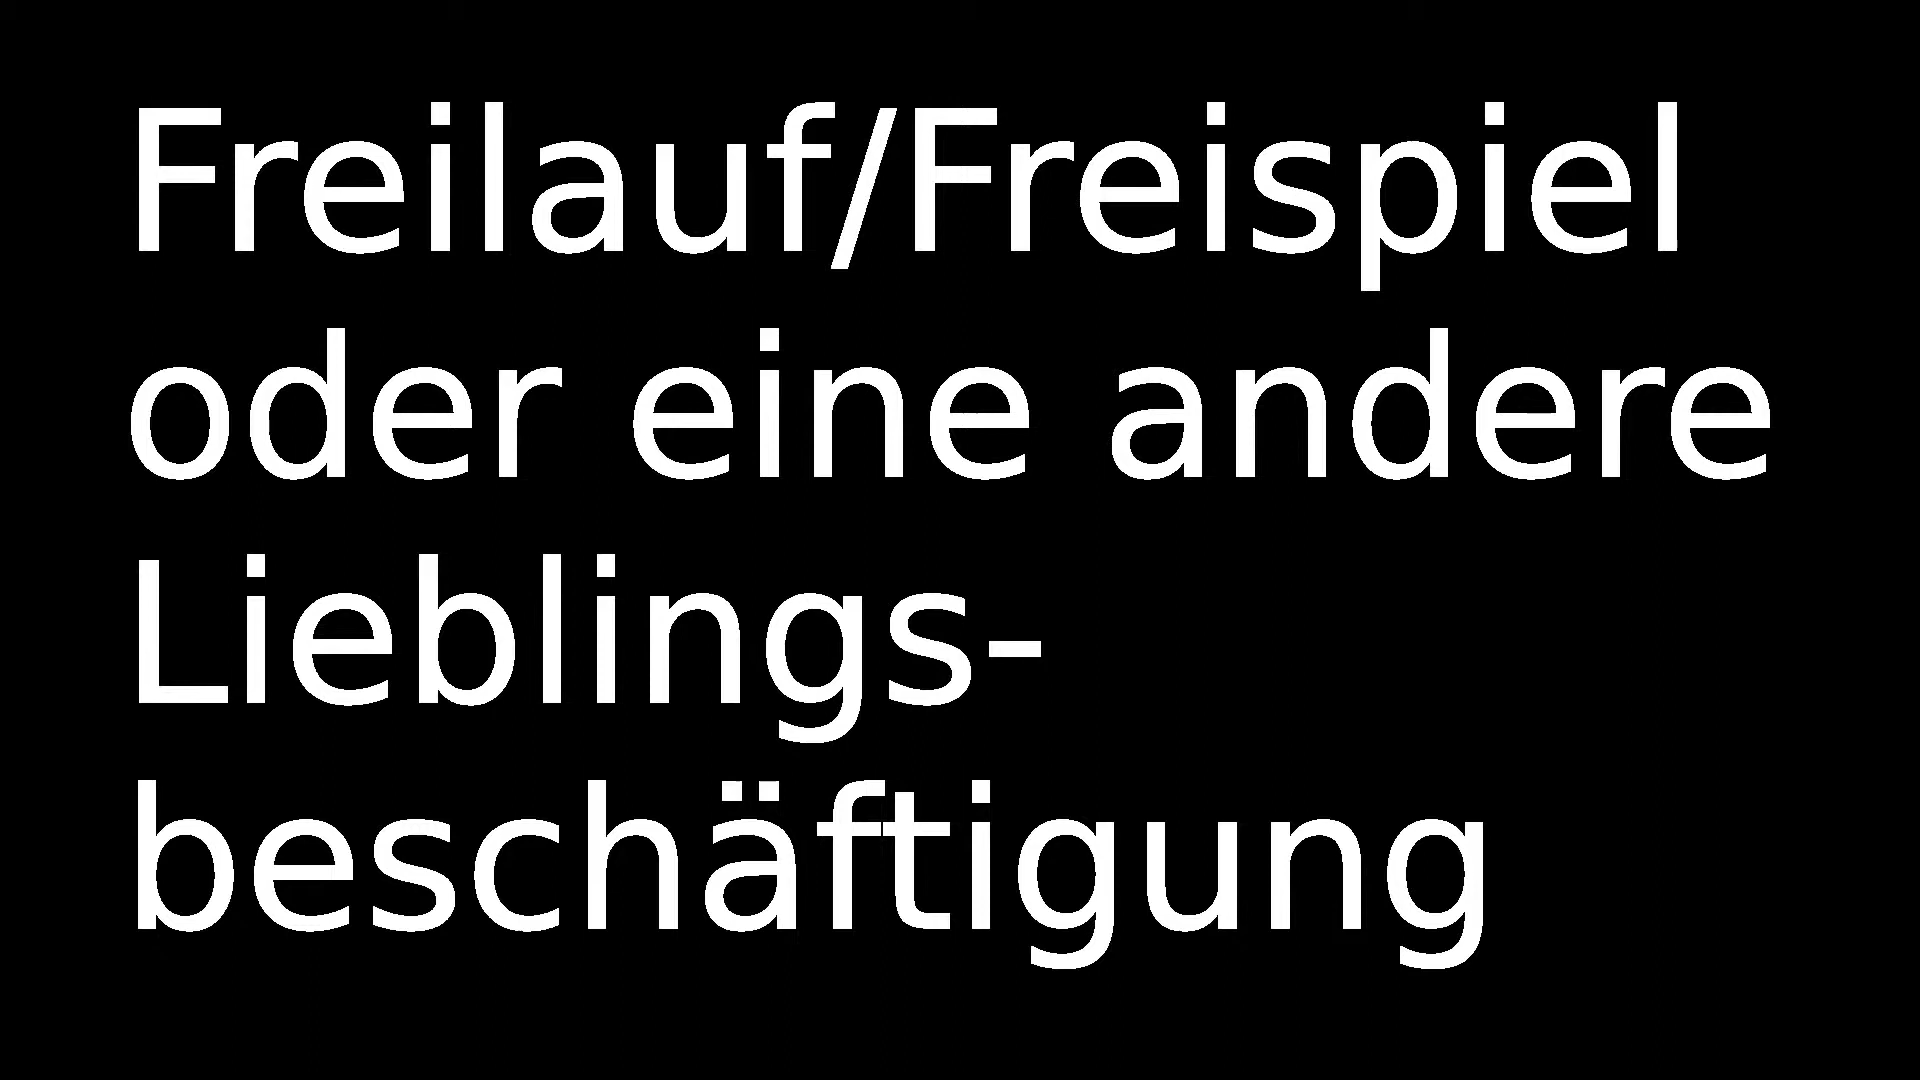 Freilauf/Freispiel
oder eine andere
Lieblings-
beschäftigung